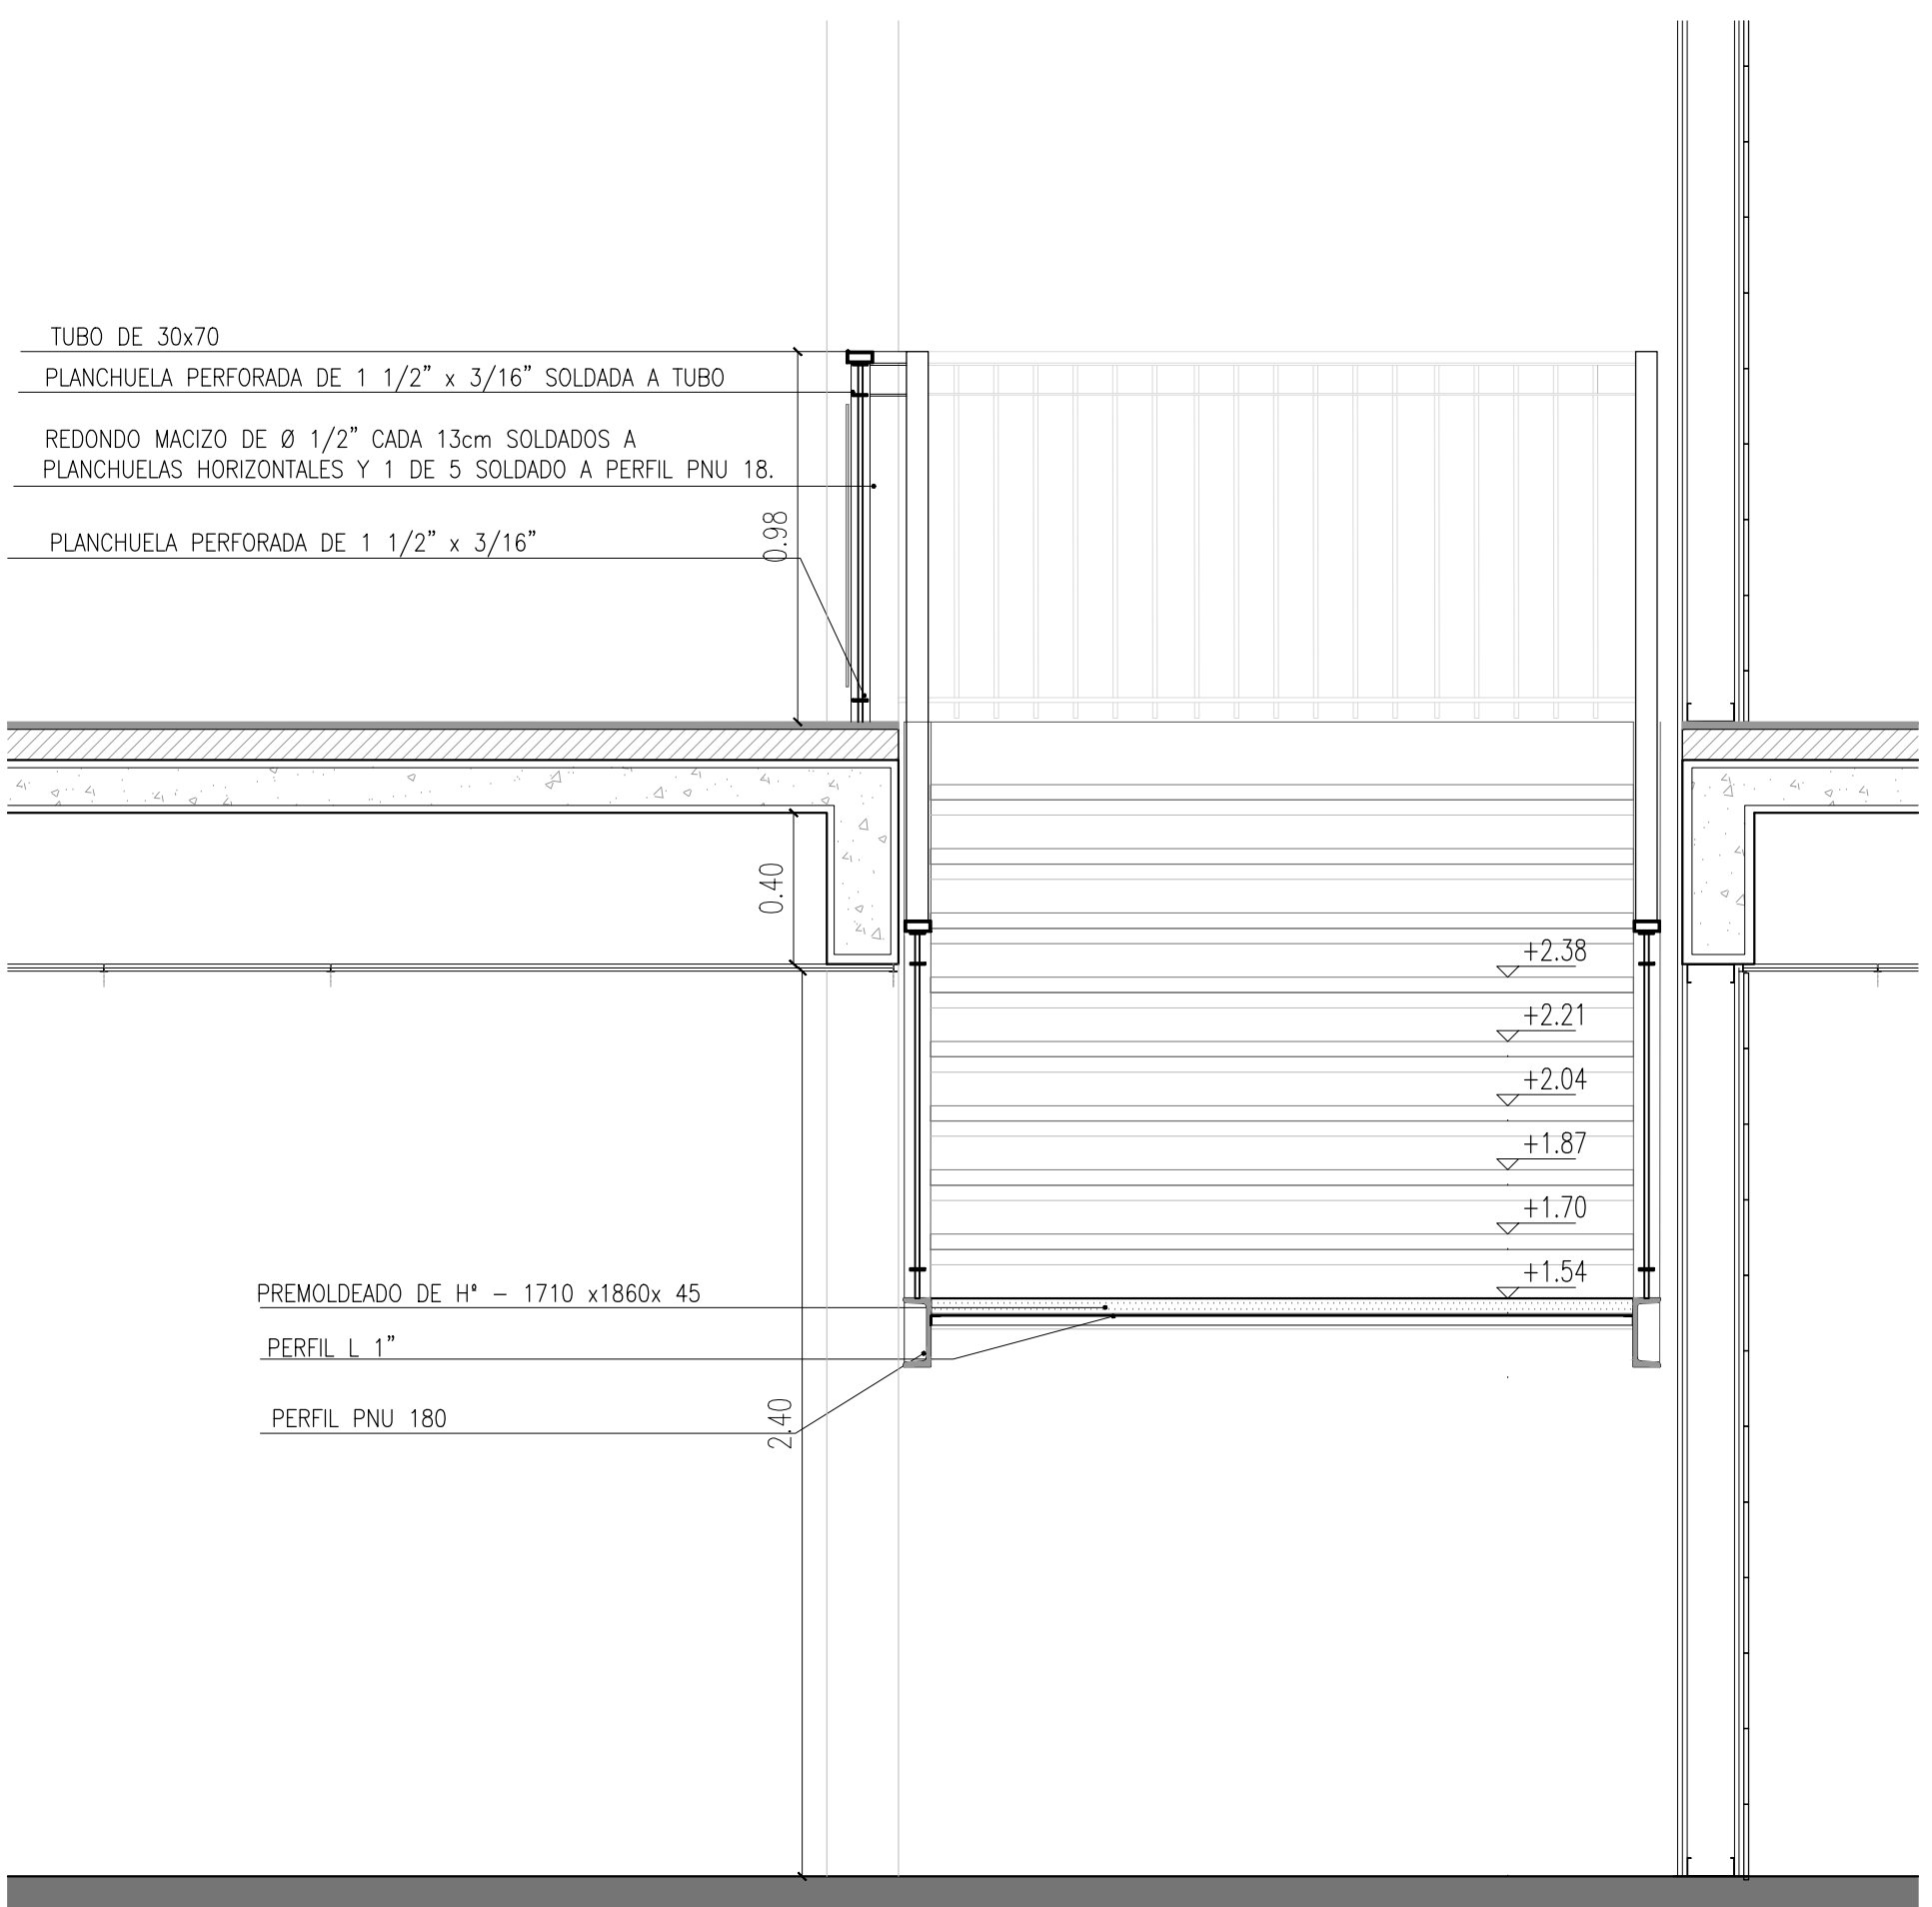 TUBO DE 30x70
PLANCHUELA PERFORADA DE 1 1/2” x 3/16” SOLDADA A TUBO
REDONDO MACIZO DE Ø 1/2” CADA 13cm SOLDADOS A
PLANCHUELAS HORIZONTALES Y 1 DE 5 SOLDADO A PERFIL PNU 18.
0.98
PLANCHUELA PERFORADA DE 1 1/2” x 3/16”
0.40
+2.38
+2.21
+2.04
+1.87
+1.70
+1.54
PREMOLDEADO DE Hº – 1710 x1860x 45
PERFIL L 1”
PERFIL PNU 180
2.40